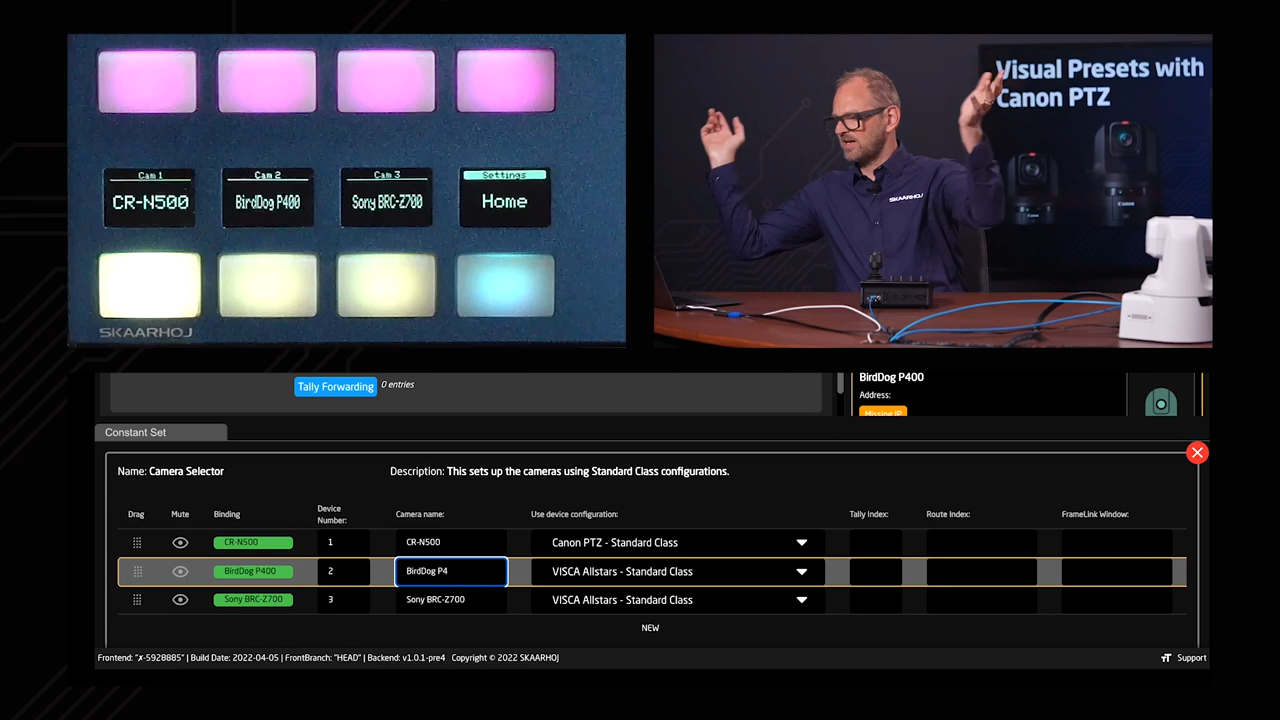 Cam 1
CR-N500
Cam 2
BirdDog P400
Cam 3
Sony BRC-Z700
Settings
Home
SKAARHOJ
Visual Presets with
Canon PTZ
SKAARHOJ
Canon
Canon
Tally Forwarding
0 entries
BirdDog P400
Address:
Missing IP
Constant Set
Name: Camera Selector
Description: This sets up the cameras using Standard Class configurations.
Drag
Mute
Binding
Device
Number:
Camera name:
Use device configuration:
Tally Index:
Route Index:
FrameLink Window:
CR-N500
1
CR-N500
Canon PTZ - Standard Class
BirdDog P400
2
BirdDog P4
VISCA Allstars - Standard Class
Sony BRC-Z700
3
Sony BRC-Z700
VISCA Allstars - Standard Class
NEW
Frontend: "✗-5928885" | Build Date: 2022-04-05 | FrontBranch: "HEAD" | Backend: v1.0.1-pre4 Copyright © 2022 SKAARHOJ
Support